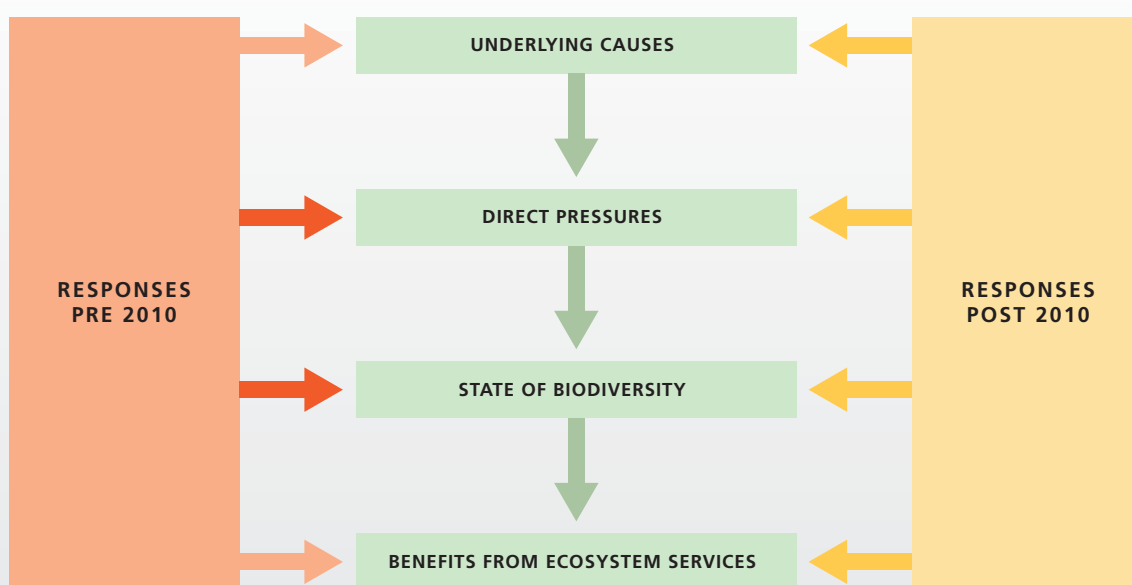 UNDERLYING CAUSES
DIRECT PRESSURES
RESPONSES
PRE 2010
RESPONSES
POST 2010
STATE OF BIODIVERSITY
BENEFITS FROM ECOSYSTEM SERVICES